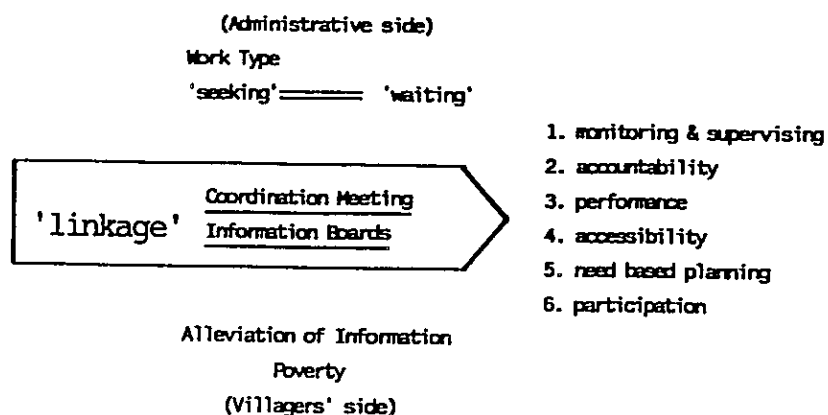 (Administrative side)
Work Type
'seeking' 'waiting'
'linkage'
Coordination Meeting
Information Boards
1. monitoring & supervising
2. accountability
3. performance
4. accessibility
5. need based planning
6. participation
Alleviation of Information
Poverty
(Villagers' side)